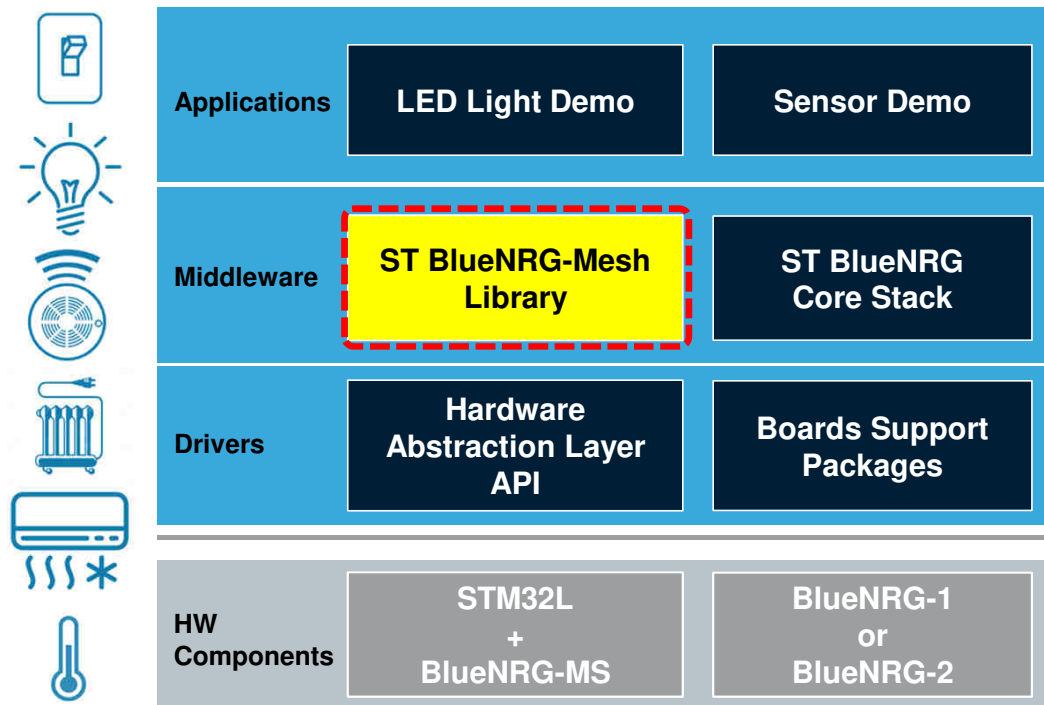 Applications
LED Light Demo
Sensor Demo
Middleware
ST BlueNRG-Mesh
Library
ST BlueNRG
Core Stack
Drivers
Hardware
Abstraction Layer
API
Boards Support
Packages
HW
Components
STM32L
+
BlueNRG-MS
BlueNRG-1
or
BlueNRG-2